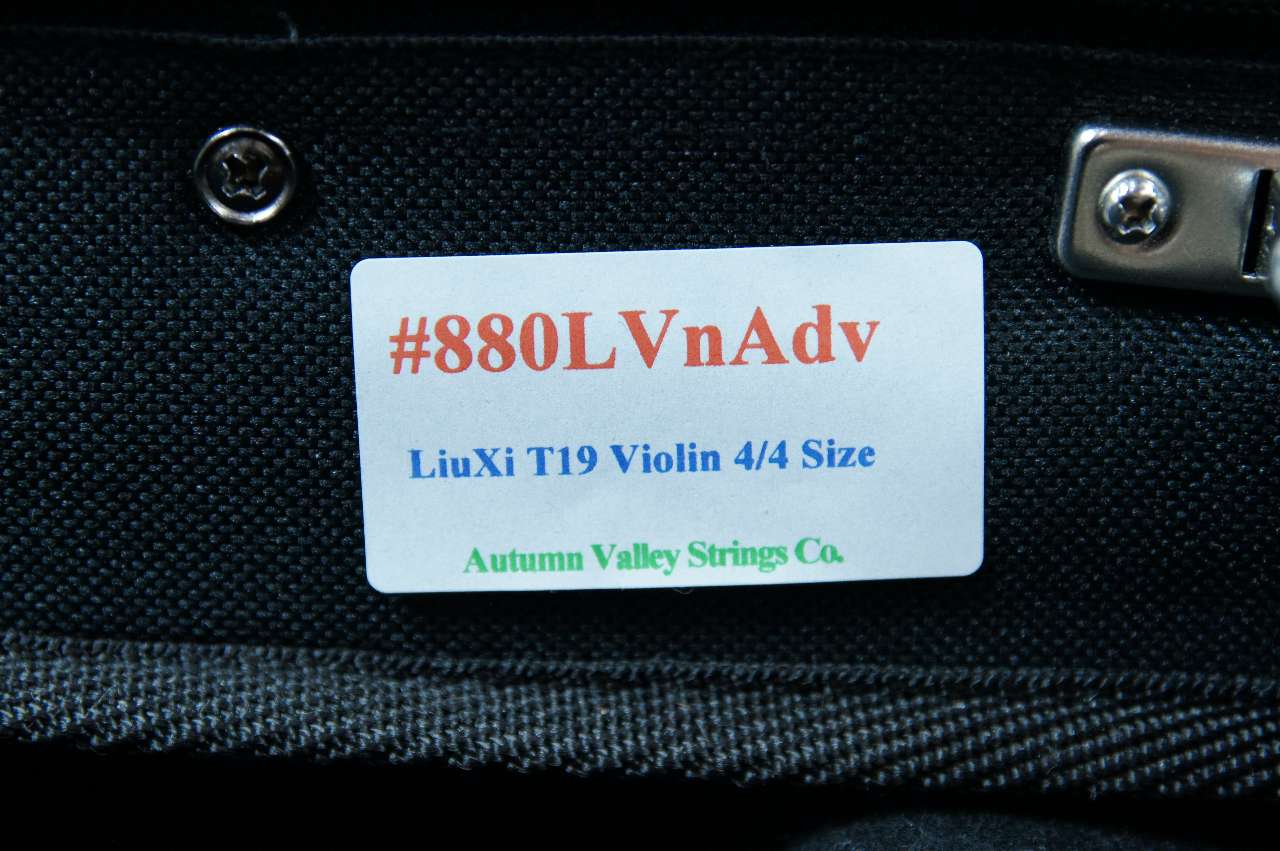 #880LVnAdv
LiuXi T19 Violin 4/4 Size
Autumn Valley Strings Co.